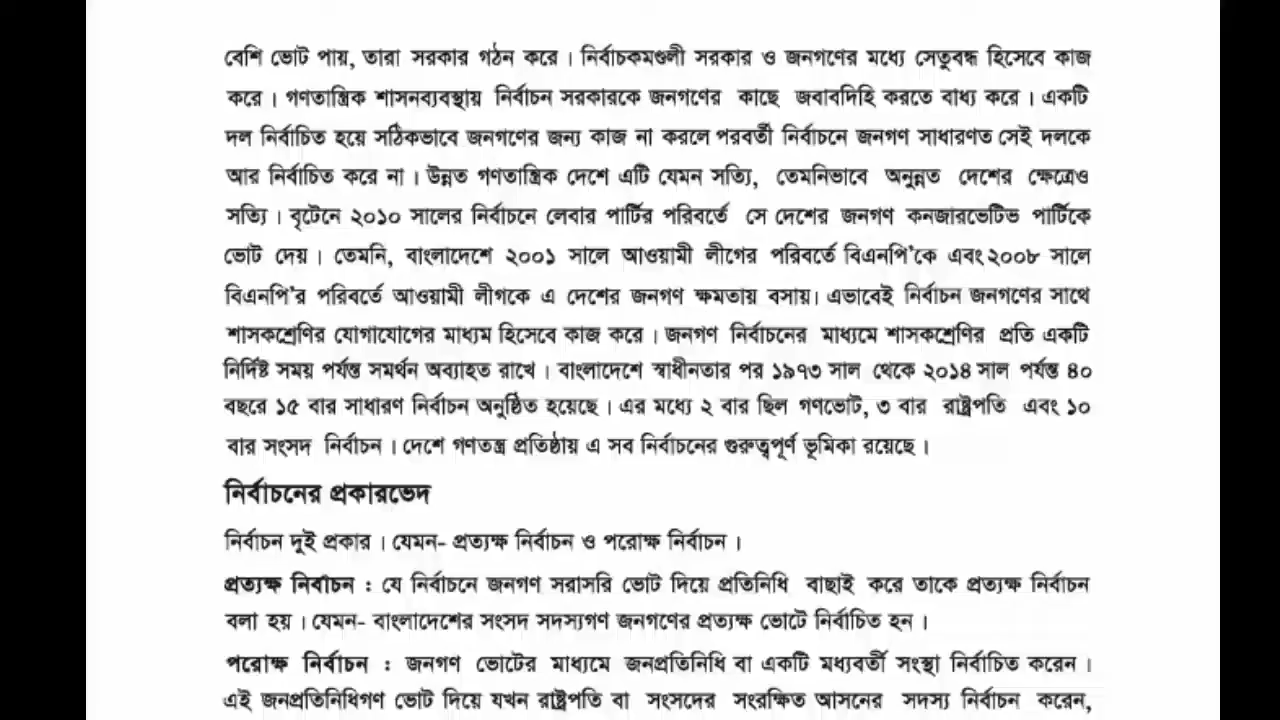 বেশি ভোট পায়, তারা সরকার গঠন করে। নির্বাচকমণ্ডলী সরকার ও জনগণের মধ্যে সেতুবন্ধ হিসেবে কাজ
করে। গণতান্ত্রিক শাসনব্যবস্থায় নির্বাচন সরকারকে জনগণের কাছে জবাবদিহি করতে বাধ্য করে। একটি
দল নির্বাচিত হয়ে সঠিকভাবে জনগণের জন্য কাজ না করলে পরবর্তী নির্বাচনে জনগণ সাধারণত সেই দলকে
আর নির্বাচিত করে না। উন্নত গণতান্ত্রিক দেশে এটি যেমন সত্যি, তেমনিভাবে অনুন্নত দেশের ক্ষেত্রেও
সত্যি। বৃটেনে ২০১০ সালের নির্বাচনে লেবার পার্টির পরিবর্তে সে দেশের জনগণ কনজারভেটিভ পার্টিকে
ভোট দেয়। তেমনি, বাংলাদেশে ২০০১ সালে আওয়ামী লীগের পরিবর্তে বিএনপি'কে এবং ২০০৮ সালে
বিএনপি'র পরিবর্তে আওয়ামী লীগকে এ দেশের জনগণ ক্ষমতায় বসায়। এভাবেই নির্বাচন জনগণের সাথে
শাসকশ্রেণির যোগাযোগের মাধ্যম হিসেবে কাজ করে। জনগণ নির্বাচনের মাধ্যমে শাসকশ্রেণির প্রতি একটি
নির্দিষ্ট সময় পর্যন্ত সমর্থন অব্যাহত রাখে। বাংলাদেশে স্বাধীনতার পর ১৯৭৩ সাল থেকে ২০১৪ সাল পর্যন্ত ৪০
বছরে ১৫ বার সাধারণ নির্বাচন অনুষ্ঠিত হয়েছে। এর মধ্যে ২ বার ছিল গণভোট, ৩ বার রাষ্ট্রপতি এবং ১০
বার সংসদ নির্বাচন। দেশে গণতন্ত্র প্রতিষ্ঠায় এ সব নির্বাচনের গুরুত্বপূর্ণ ভূমিকা রয়েছে।
নির্বাচনের প্রকারভেদ
নির্বাচন দুই প্রকার। যেমন- প্রত্যক্ষ নির্বাচন ও পরোক্ষ নির্বাচন।
প্রত্যক্ষ নির্বাচন : যে নির্বাচনে জনগণ সরাসরি ভোট দিয়ে প্রতিনিধি বাছাই করে তাকে প্রত্যক্ষ নির্বাচন
বলা হয়। যেমন- বাংলাদেশের সংসদ সদস্যগণ জনগণের প্রত্যক্ষ ভোটে নির্বাচিত হন।
পরোক্ষ নির্বাচন : জনগণ ভোটের মাধ্যমে জনপ্রতিনিধি বা একটি মধ্যবর্তী সংস্থা নির্বাচিত করেন।
এই জনপ্রতিনিধিগণ ভোট দিয়ে যখন রাষ্ট্রপতি বা সংসদের সংরক্ষিত আসনের সদস্য নির্বাচন করেন,